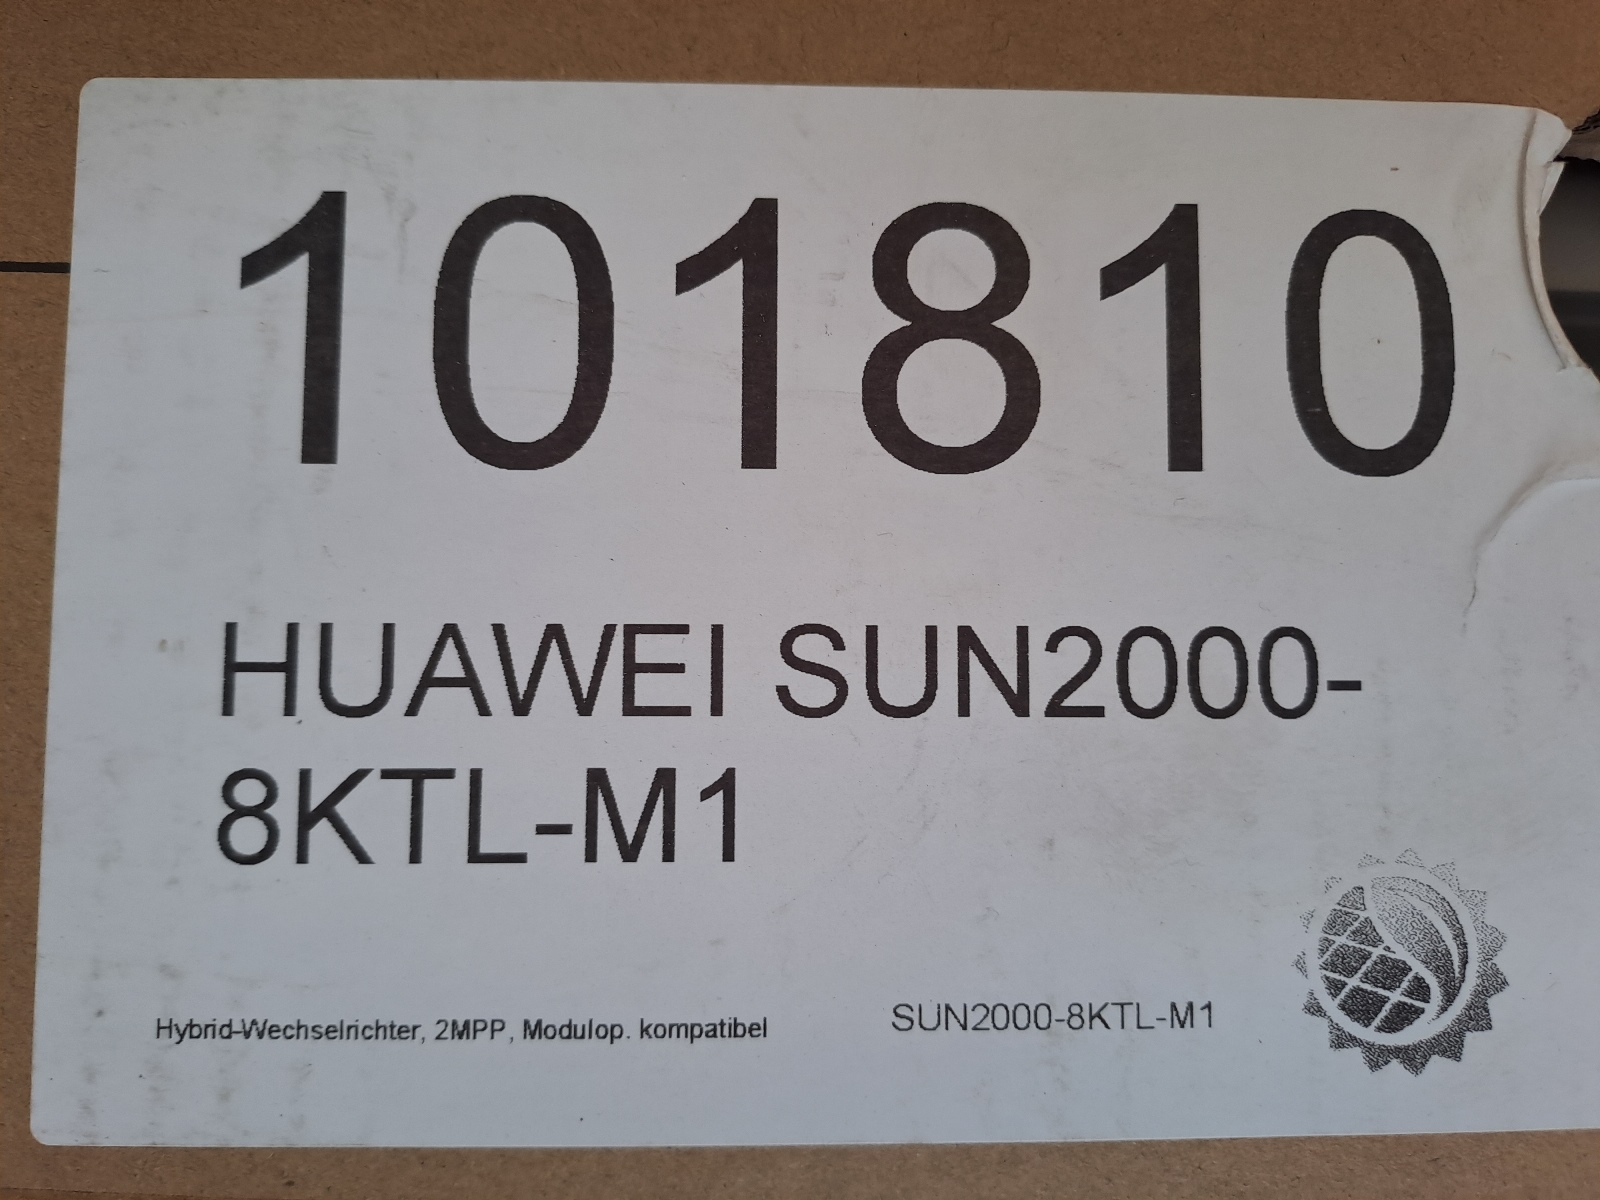 101810
HUAWEI SUN2000-
8KTL-M1
Hybrid-Wechselrichter, 2MPP, Modulop. kompatibel
SUN2000-8KTL-M1